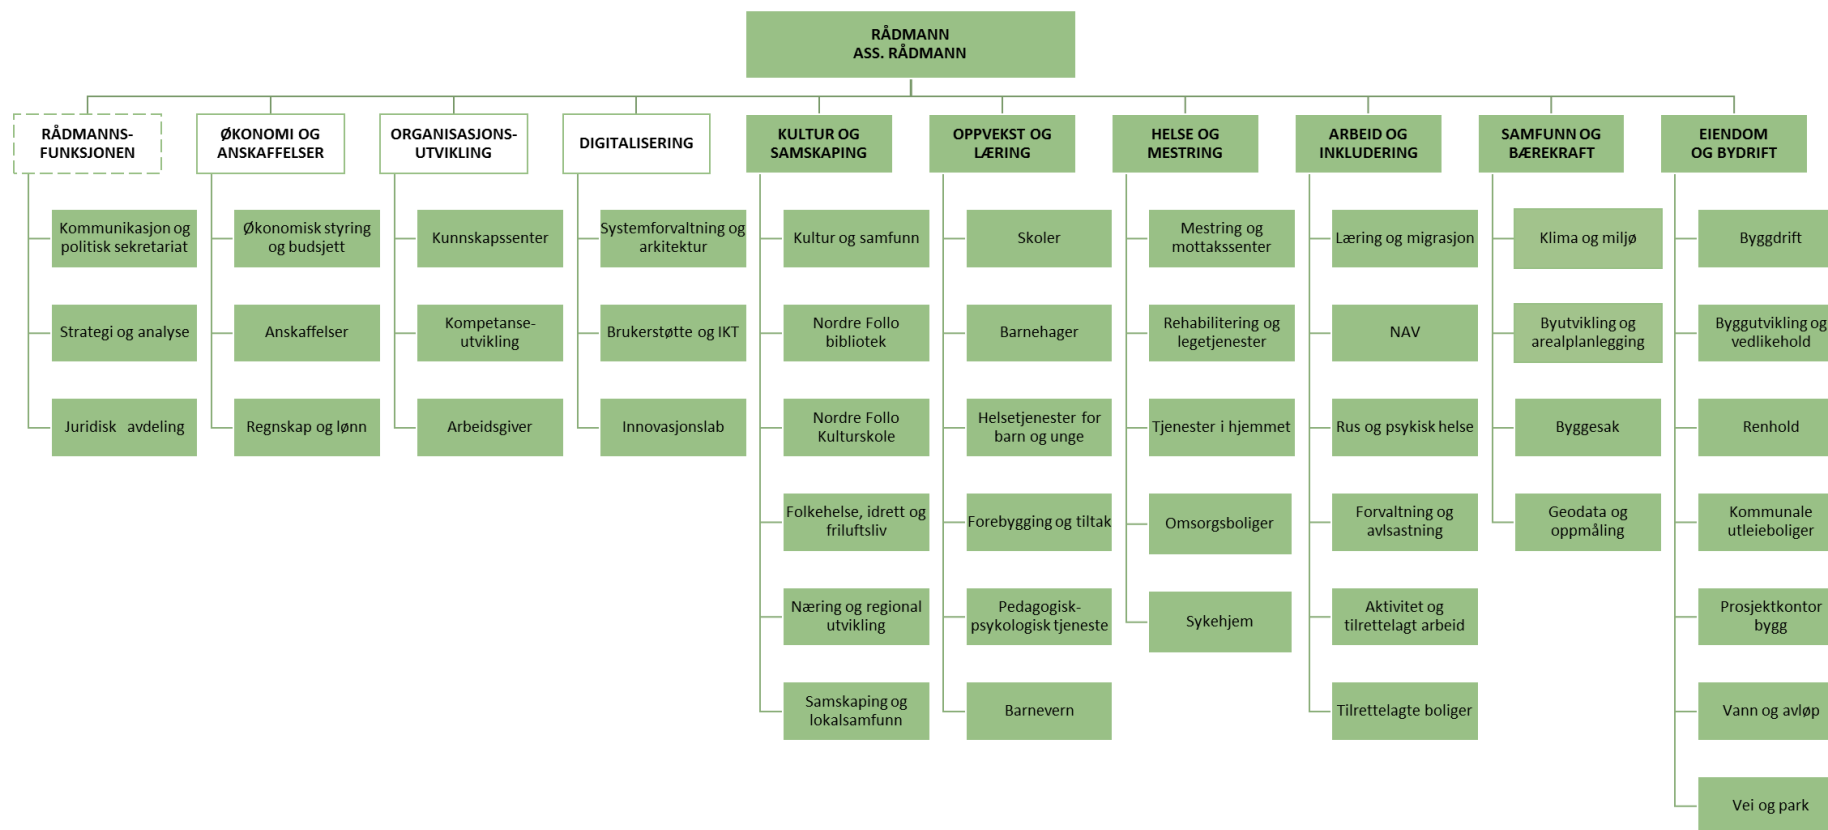 RÅDMANN
ASS. RÅDMANN
RÅDMANNS-
FUNKSJONEN
Kommunikasjon og
politisk sekretariat
Strategi og analyse
Juridisk avdeling
ØKONOMI OG
ANSKAFFELSER
Økonomisk styring
og budsjett
Anskaffelser
Regnskap og lønn
ORGANISASJONS-
UTVIKLING
Kunnskapssenter
Kompetanse-
utvikling
Arbeidsgiver
DIGITALISERING
Systemforvaltning og
arkitektur
Brukerstøtte og IKT
Innovasjonslab
KULTUR OG
SAMSKAPING
Kultur og samfunn
Nordre Follo
bibliotek
Nordre Follo
Kulturskole
Folkehelse, idrett og
friluftsliv
Næring og regional
utvikling
Samskaping og
lokalsamfunn
OPPVEKST OG
LÆRING
Skoler
Barnehager
Helsetjenester for
barn og unge
Forebygging og tiltak
Pedagogisk-
psykologisk tjeneste
Barnevern
HELSE OG
MESTRING
Mestring og
mottakssenter
Rehabilitering og
legetjenester
Tjenester i hjemmet
Omsorgsboliger
Sykehjem
ARBEID OG
INKLUDERING
Læring og migrasjon
NAV
Rus og psykisk helse
Forvaltning og
avlsastning
Aktivitet og
tilrettelagt arbeid
Tilrettelagte boliger
SAMFUNN OG
BÆREKRAFT
Klima og miljø
Byutvikling og
arealplanlegging
Byggesak
Geodata og
oppmåling
EIENDOM
OG BYDRIFT
Byggdrift
Byggutvikling og
vedlikehold
Renhold
Kommunale
utleieboliger
Prosjektkontor
bygg
Vann og avløp
Vei og park